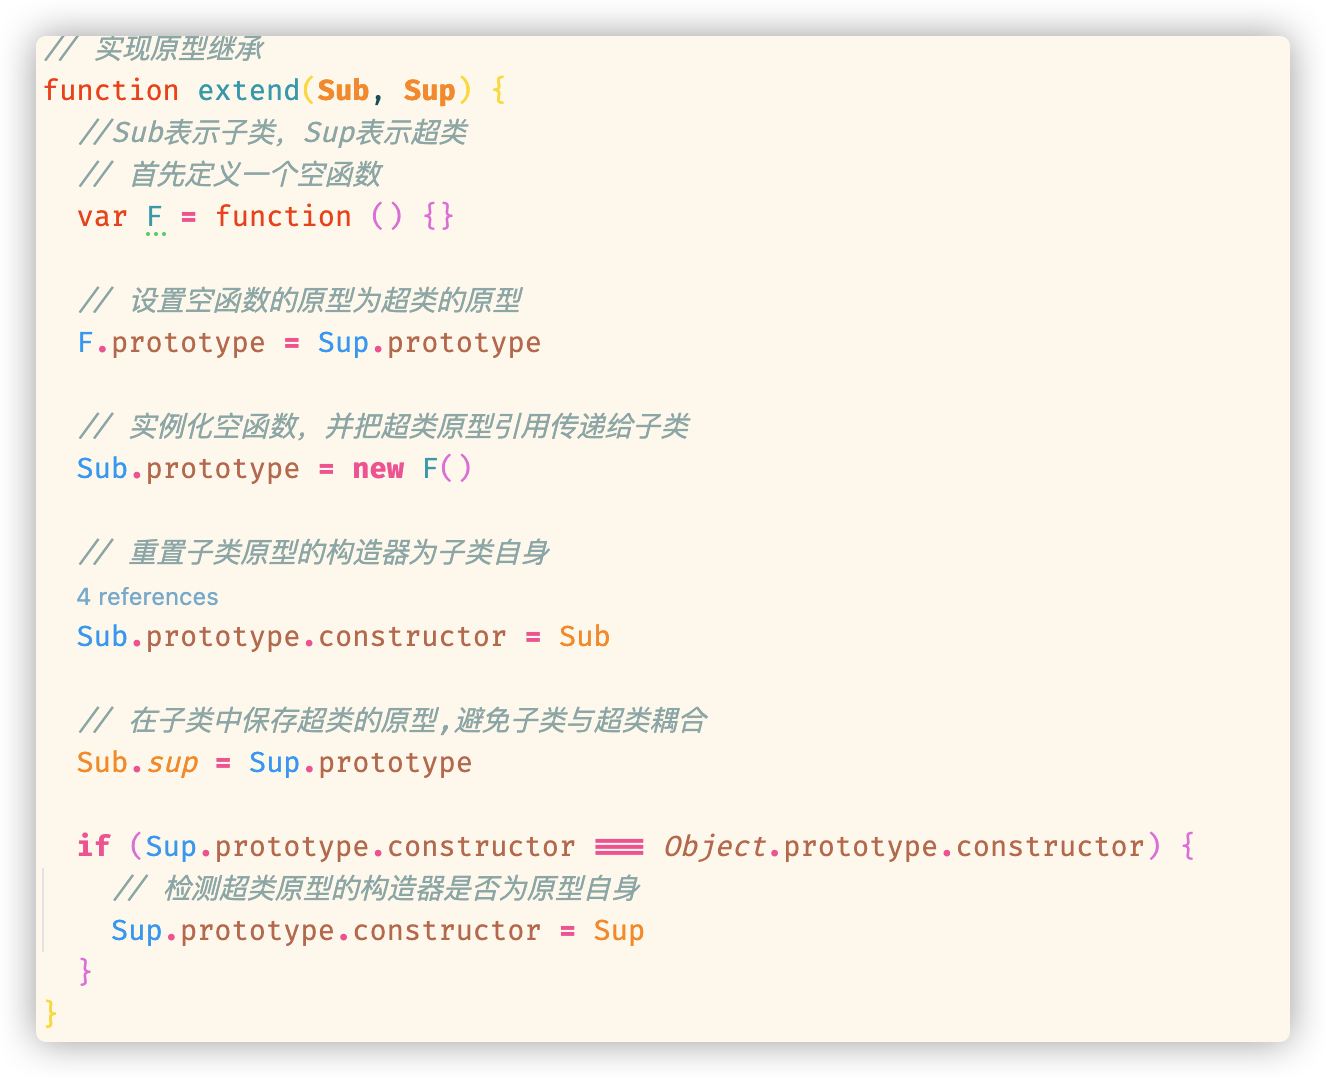 // 实现原型继承
function extend(Sub, Sup) {
//Sub表示子类，Sup表示超类
// 首先定义一个空函数
var F = function () {}
// 设置空函数的原型为超类的原型
F.prototype = Sup.prototype
// 实例化空函数，并把超类原型引用传递给子类
Sub.prototype = new F()
// 重置子类原型的构造器为子类自身
4 references
Sub.prototype.constructor = Sub
// 在子类中保存超类的原型,避免子类与超类耦合
Sub.sup = Sup.prototype
if (Sup.prototype.constructor === Object.prototype.constructor) {
// 检测超类原型的构造器是否为原型自身
Sup.prototype.constructor = Sup
}
}